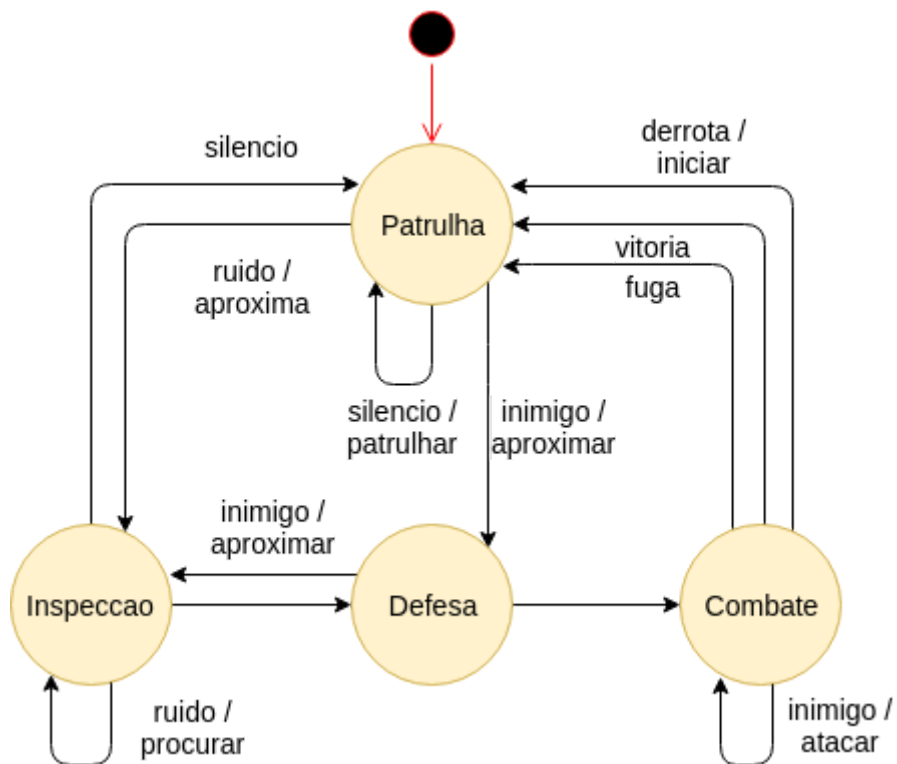 silencio
derrota /
iniciar
Patrulha
vitoria
fuga
ruido /
aproxima
silencio /
patrulhar
inimigo /
aproximar
inimigo /
aproximar
Inspeccao
Defesa
Combate
ruido /
procurar
inimigo /
atacar